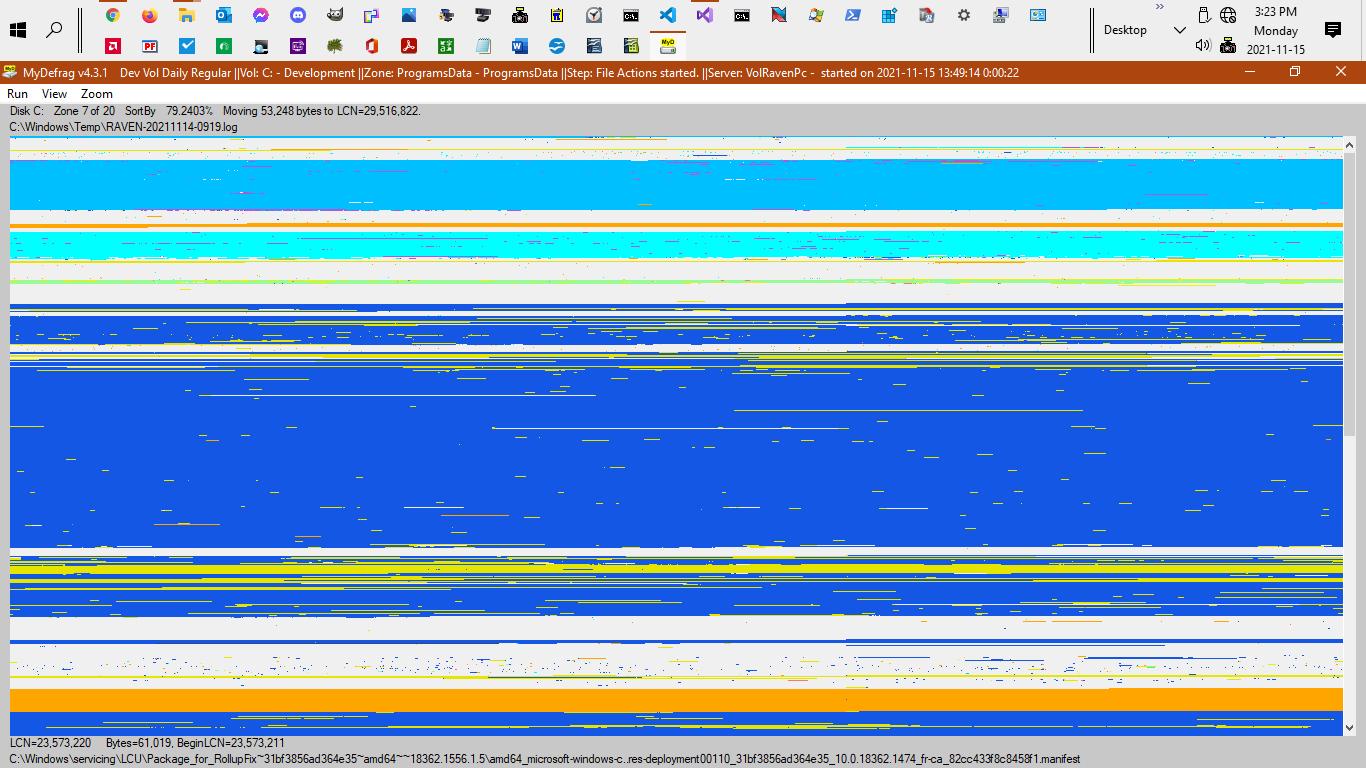 Desktop
3:23 PM
Monday
2021-11-15
MyDefrag v4.3.1 Dev Vol Daily Regular ||Vol: C: - Development ||Zone: ProgramsData - ProgramsData ||Step: File Actions started. ||Server: VolRavenPc - started on 2021-11-15 13:49:14 0:00:22
Run View Zoom
Disk C: Zone 7 of 20 SortBy 79.2403% Moving 53,248 bytes to LCN=29,516,822.
C:\Windows\Temp\RAVEN-20211114-0919.log
LCN=23,573,220 Bytes=61,019, BeginLCN=23,573,211
C:\Windows\servicing\LCU\Package_for_RollupFix~31bf3856ad364e35~amd64~~18362.1556.1.5\amd64_microsoft-windows-c..res-deployment00110_31bf3856ad364e35_10.0.18362.1474_fr-ca_82cc433f8c8458f1.manifest